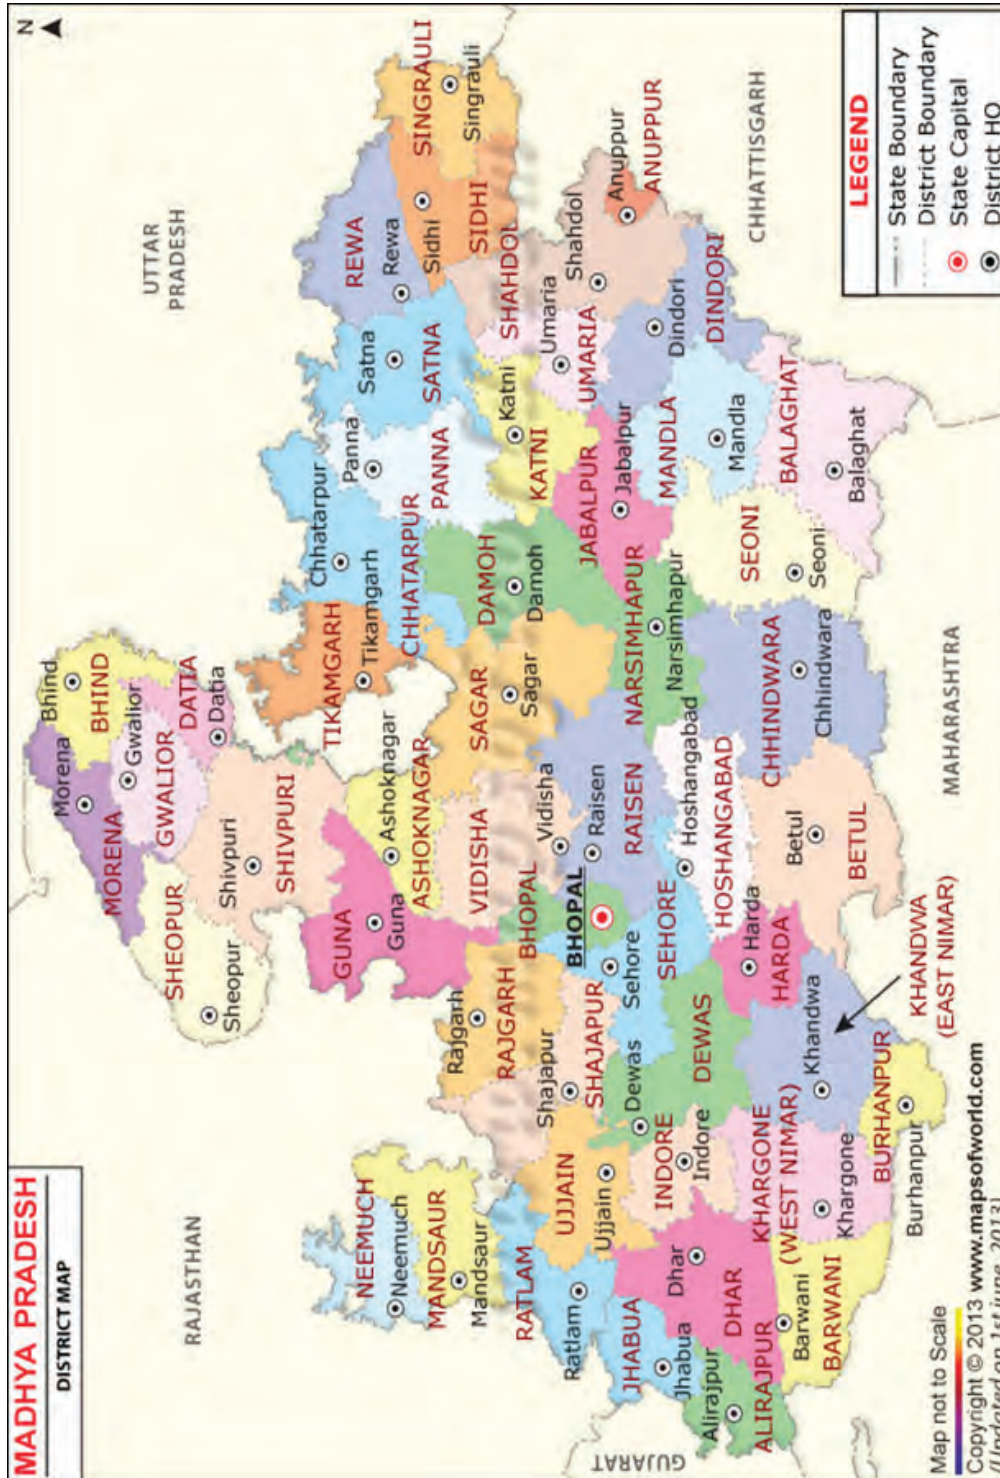 MADHYA PRADESH
DISTRICT MAP
N
UTTAR
PRADESH
RAJASTHAN
GUJARAT
MAHARASHTRA
CHHATTISGARH
Morena
MORENA
Bhind
BHIND
Gwalior
GWALIOR
DATIA
Datia
SHEOPUR
Sheopur
Shivpuri
SHIVPURI
GUNA
Guna
Ashoknagar
ASHOKNAGAR
TIKAMGARH
Tikamgarh
Chhatarpur
CHHATARPUR
Panna
PANNA
Satna
SATNA
REWA
Rewa
Sidhi
SIDHI
SINGRAULI
Singrauli
SHAHDOL
Shahdol
Anuppur
ANUPPUR
Umaria
UMARIA
Katni
KATNI
DAMOH
Damoh
SAGAR
Sagar
VIDISHA
Vidisha
Raisen
RAISEN
BHOPAL
BHOPAL
Sehore
SEHORE
Rajgarh
RAJGARH
Shajapur
SHAJAPUR
NEEMUCH
Neemuch
MANDSAUR
Mandsaur
RATLAM
Ratlam
UJJAIN
Ujjain
JHABUA
Jhabua
Dhar
DHAR
Alirajpur
ALIRAJPUR
Barwani
BARWANI
INDORE
Indore
Dewas
DEWAS
KHARGONE
(WEST NIMAR)
Khargone
Khandwa
KHANDWA
(EAST NIMAR)
BURHANPUR
Burhanpur
Harda
HARDA
Hoshangabad
HOSHANGABAD
Betul
BETUL
NARSIMHAPUR
Narsimhapur
CHHINDWARA
Chhindwara
JABALPUR
Jabalpur
SEONI
Seoni
MANDLA
Mandla
Dindori
DINDORI
BALAGHAT
Balaghat
LEGEND
State Boundary
District Boundary
State Capital
District HQ
Map not to Scale
Copyright © 2013 www.mapsofworld.com
(Updated on 1st june, 2013)